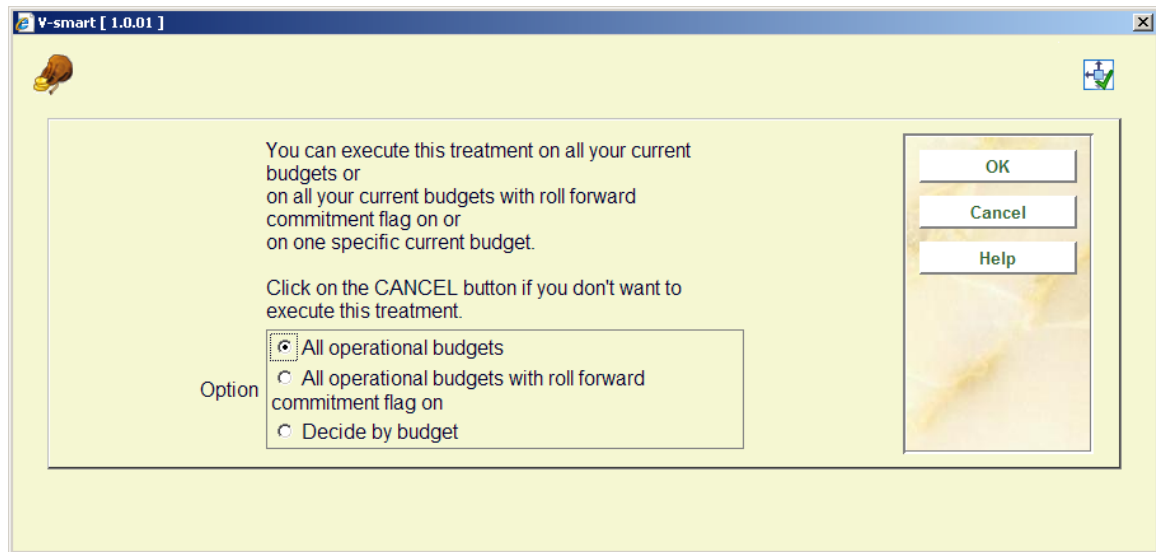 V-smart [ 1.0.01 ]
You can execute this treatment on all your current
budgets or
on all your current budgets with roll forward
commitment flag on or
on one specific current budget.
Click on the CANCEL button if you don't want to
execute this treatment.
Option
All operational budgets
All operational budgets with roll forward
commitment flag on
Decide by budget
OK
Cancel
Help